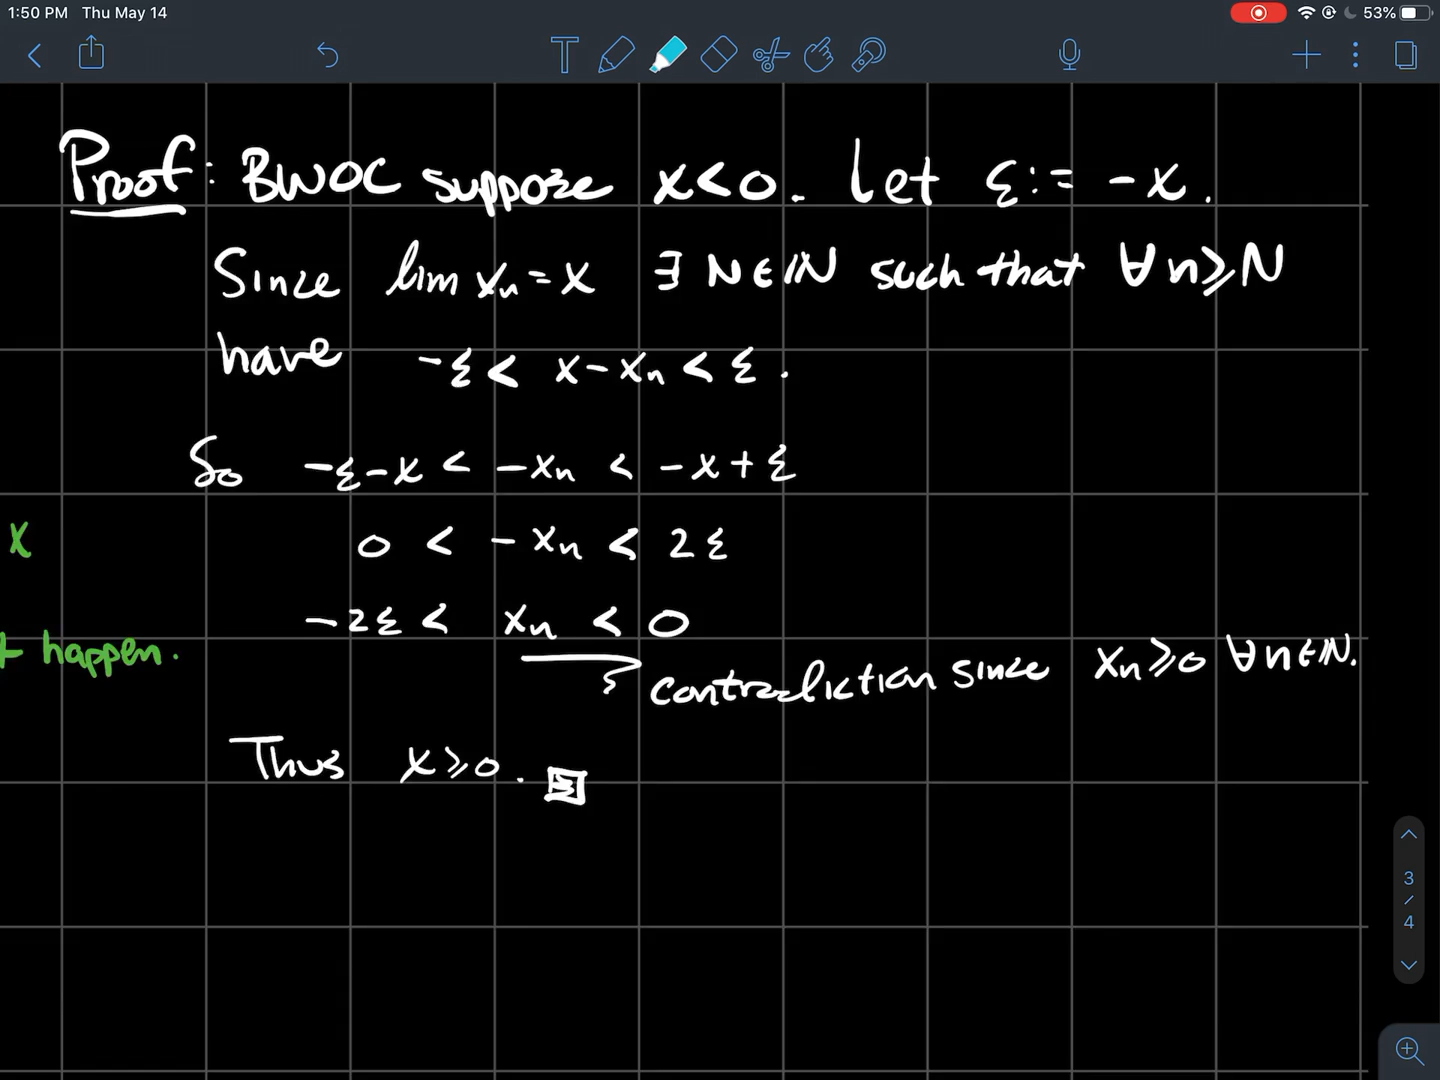 1:50 PM Thu May 14
53%
Proof: BWOC suppose x<0. Let ε:= -x.
Since lim xₙ = x ∃ N∈ℕ such that ∀n≥N
have -ε < x-xₙ < ε.
So -ε-x < -xₙ < -x+ε
x
0 < -xₙ < 2ε
-2ε < xₙ < 0
happen.
contradiction since xₙ≥0 ∀n∈ℕ.
Thus x≥0.
3
/
4